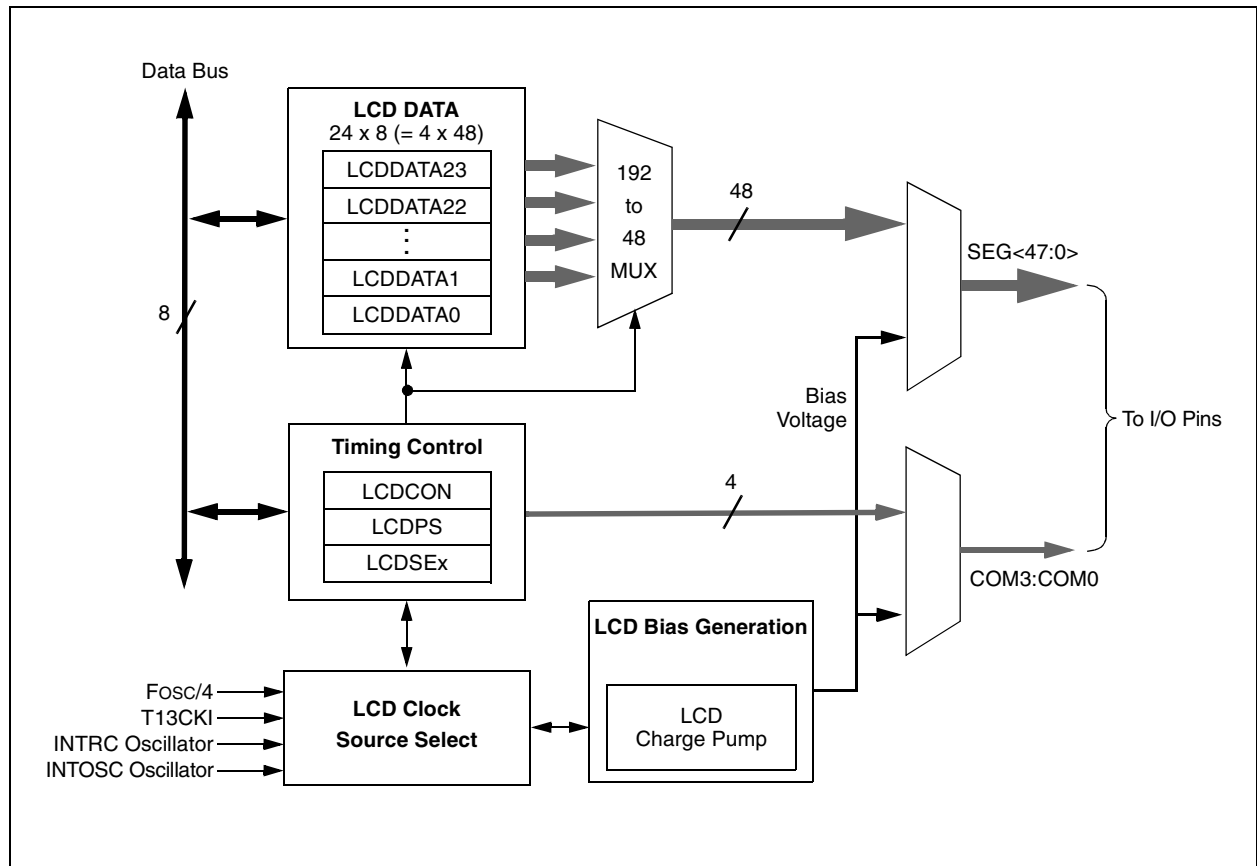 Data Bus
LCD DATA
24 x 8 (= 4 x 48)
LCDDATA23
LCDDATA22
⋮
LCDDATA1
LCDDATA0
192
to
48
MUX
48
SEG<47:0>
8
Bias
Voltage
To I/O Pins
Timing Control
LCDCON
LCDPS
LCDSEx
4
COM3:COM0
LCD Bias Generation
LCD
Charge Pump
FOSC/4
T13CKI
INTRC Oscillator
INTOSC Oscillator
LCD Clock
Source Select